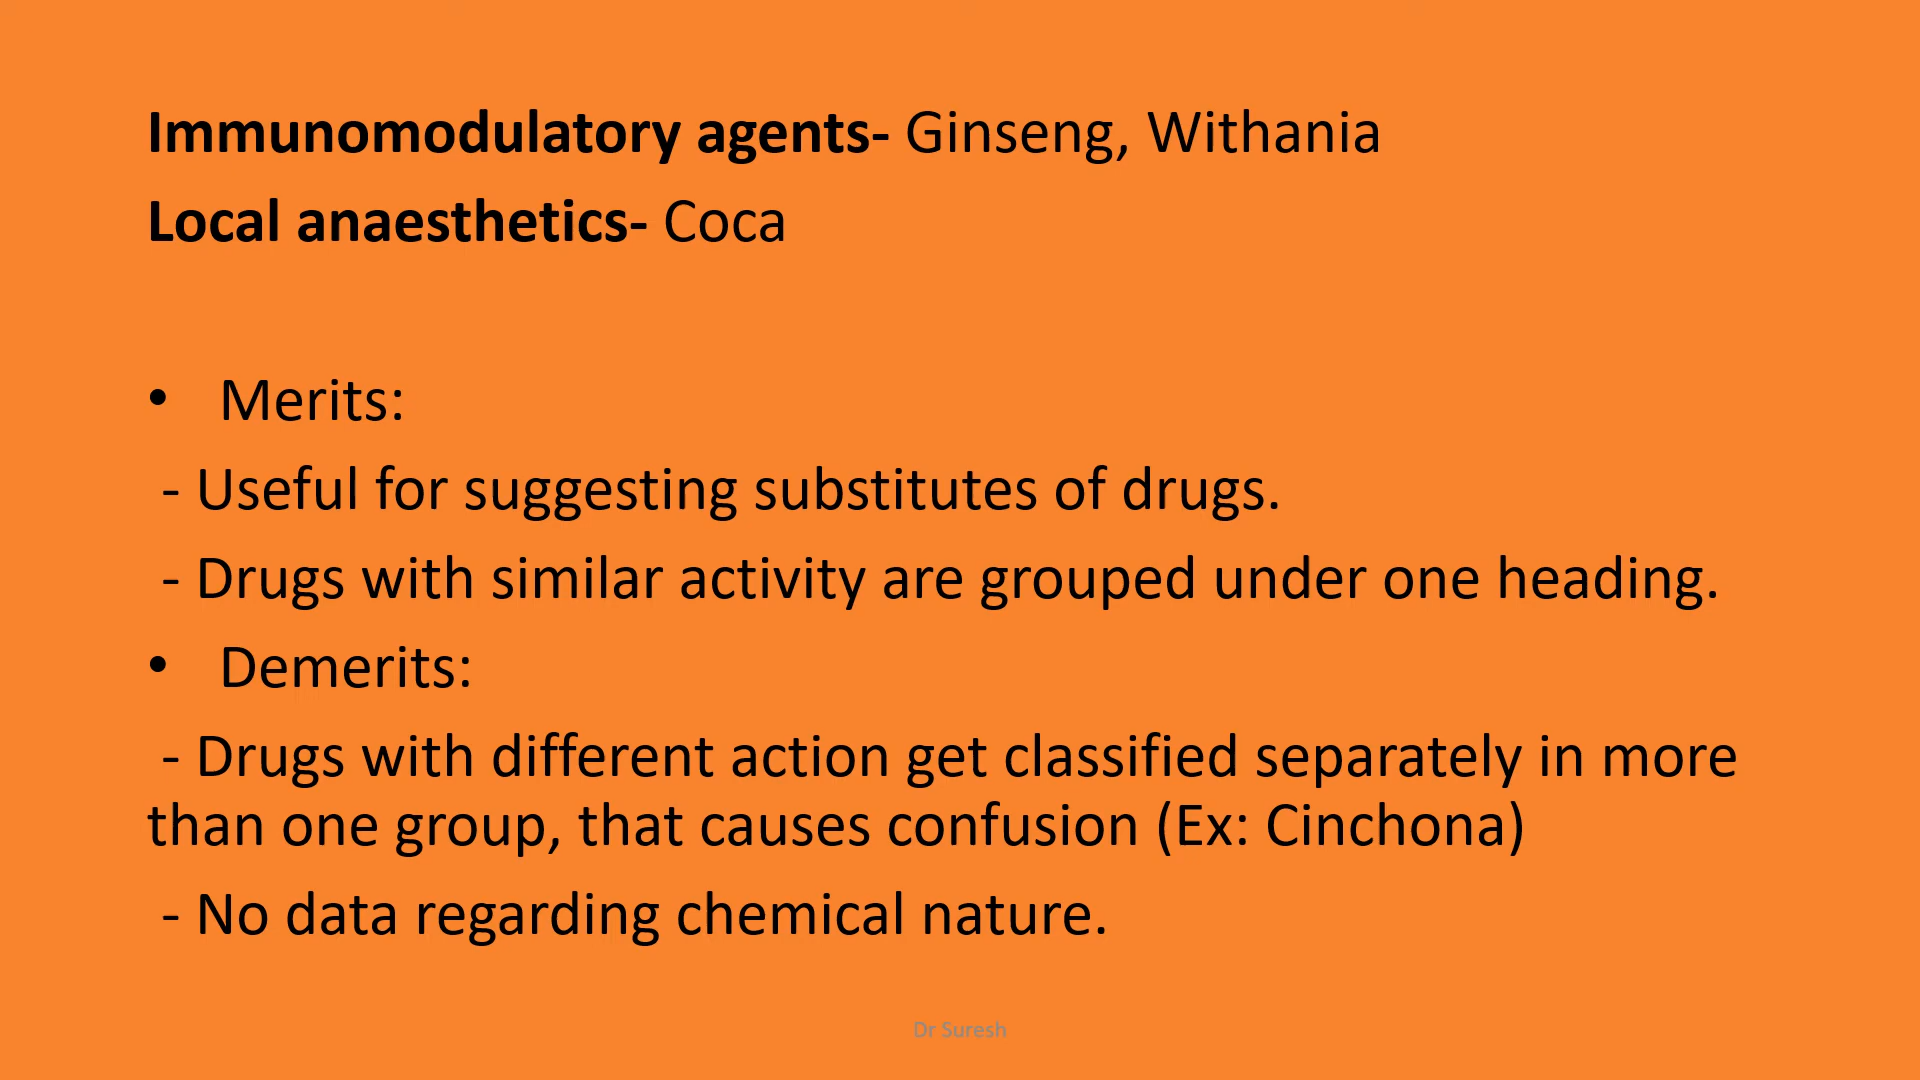 Immunomodulatory agents- Ginseng, Withania
Local anaesthetics- Coca
• Merits:
- Useful for suggesting substitutes of drugs.
- Drugs with similar activity are grouped under one heading.
• Demerits:
- Drugs with different action get classified separately in more
than one group, that causes confusion (Ex: Cinchona)
- No data regarding chemical nature.
Dr Suresh